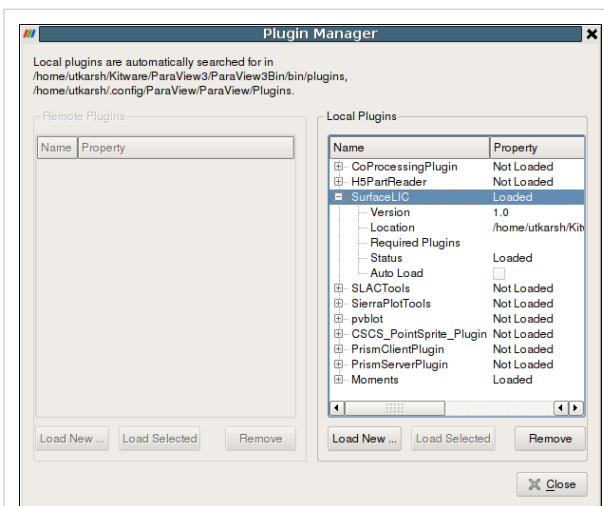 Plugin Manager
Local plugins are automatically searched for in
/home/utkarsh/Kitware/ParaView3/ParaView3Bin/bin/plugins,
/home/utkarsh/.config/ParaView/ParaView/Plugins.
Remote Plugins
Name Property
Local Plugins
Name Property
CoProcessingPlugin Not Loaded
H5PartReader Not Loaded
SurfaceLIC Loaded
Version 1.0
Location /home/utkarsh/Kitw
Required Plugins
Status Loaded
Auto Load
SLACTools Not Loaded
SierraPlotTools Not Loaded
pvblot Not Loaded
CSCS_PointSprite_Plugin Not Loaded
PrismClientPlugin Not Loaded
PrismServerPlugin Not Loaded
Moments Loaded
Load New ... Load Selected Remove
Load New ... Load Selected Remove
Close